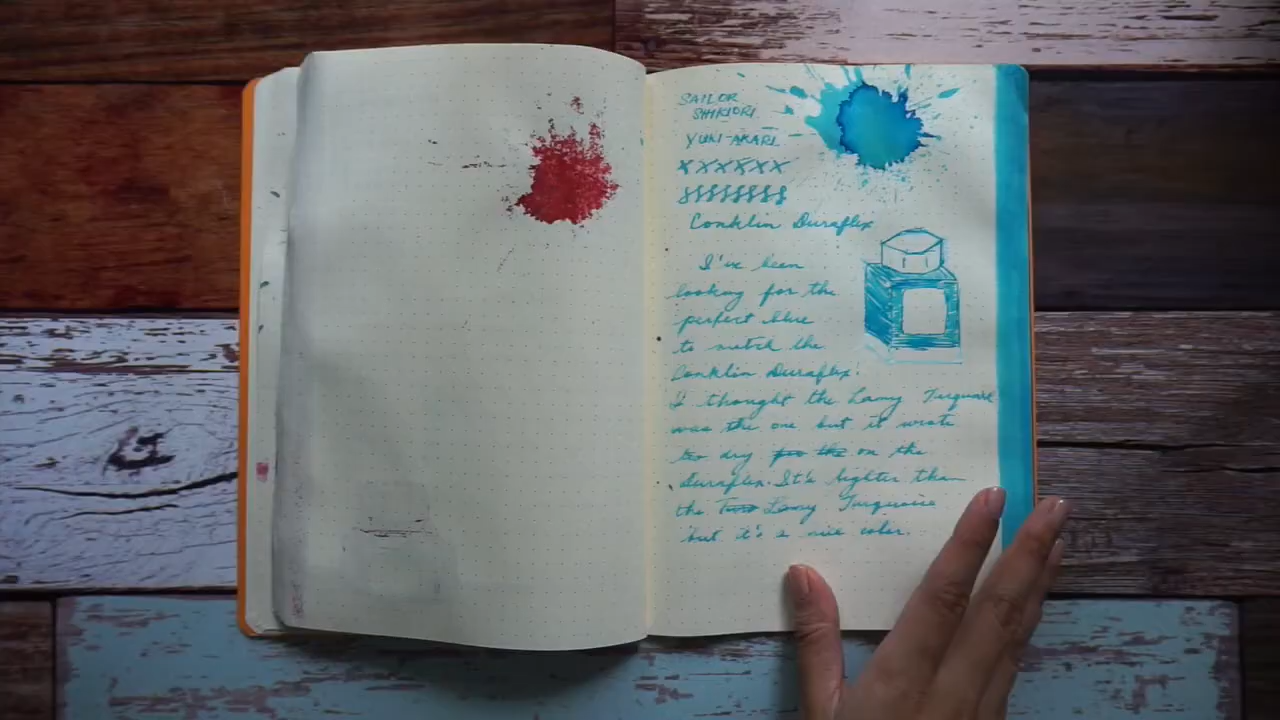 SAILOR
SHIKIORI
YUKI-AKARI
xxxxxx
Conklin Duraflex
I've been
looking for the
perfect blue
to match the
Conklin Duraflex.
I thought the Lamy Turquoise
was the one but it wrote
too dry for the on the
Duraflex. It's lighter than
the Lamy Turquoise
but it's a nice color.